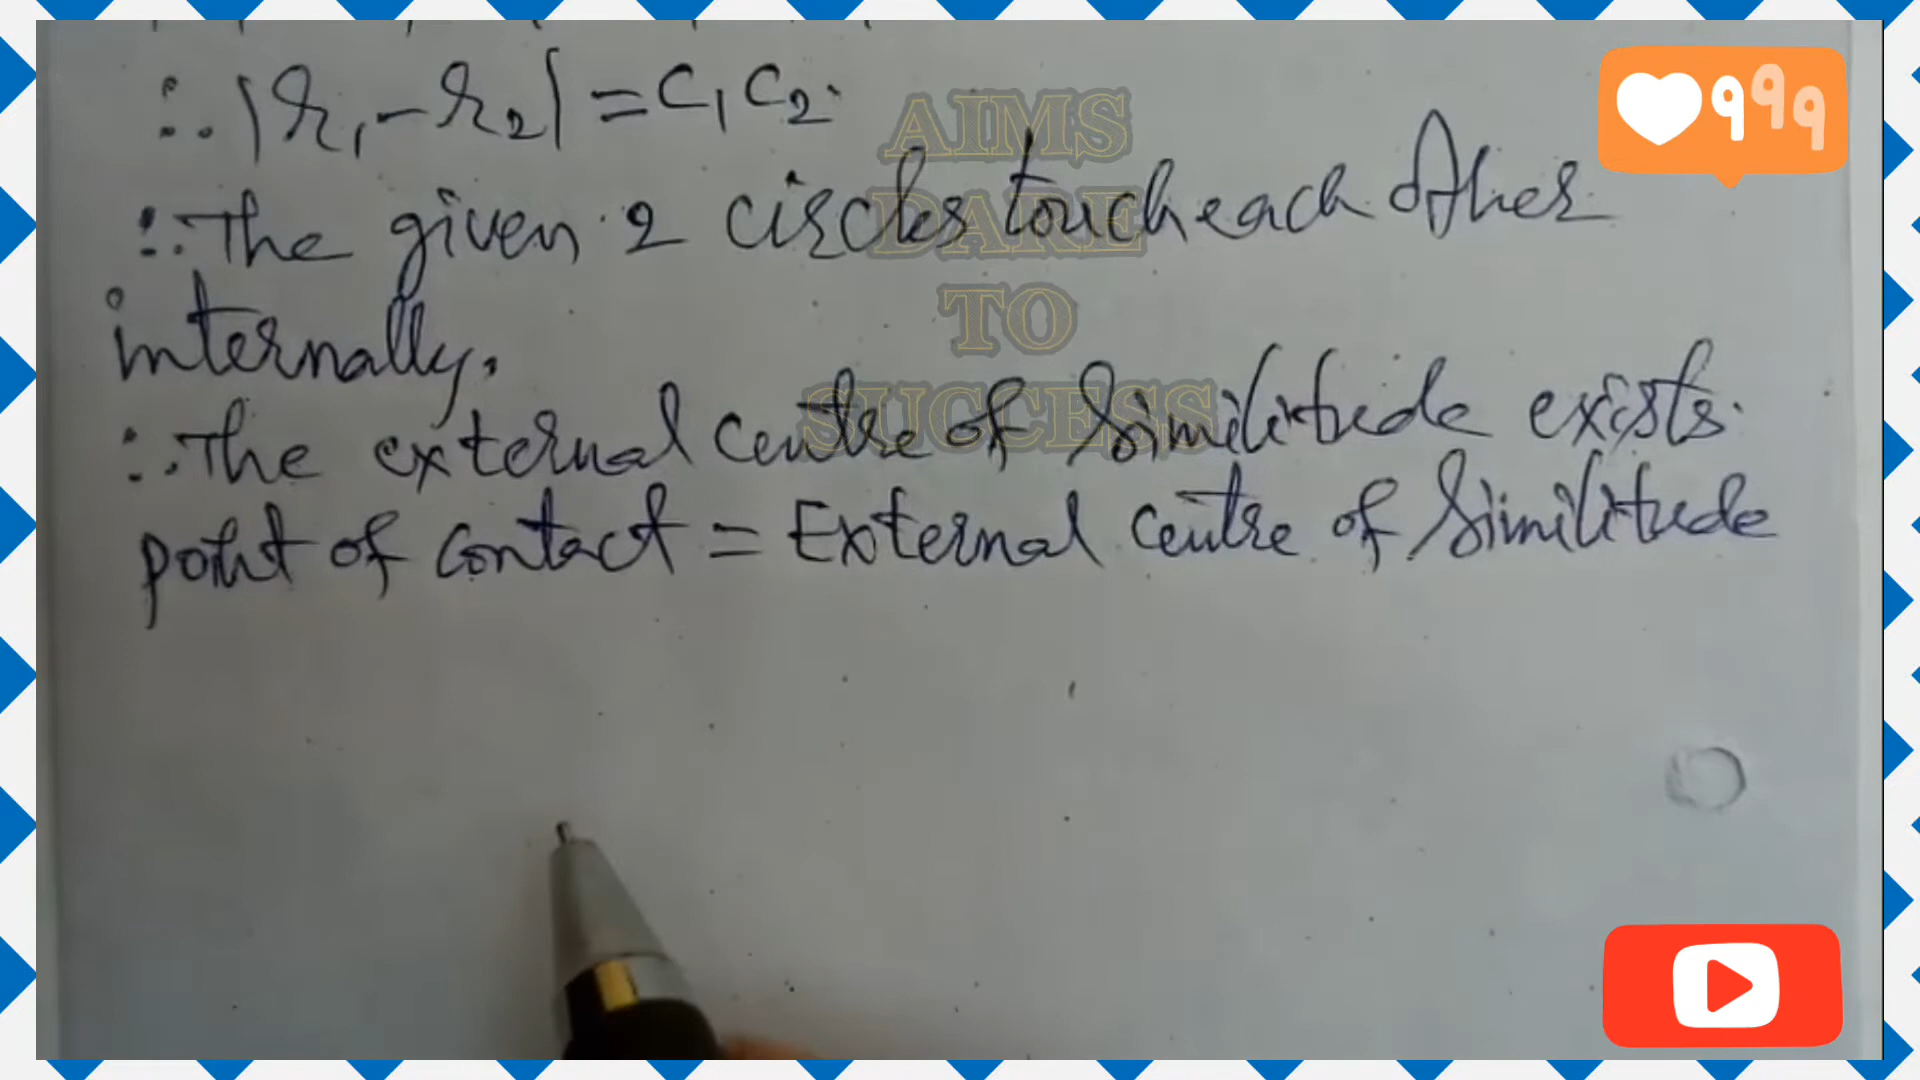 ∴ |r₁ - r₂| = C₁C₂.
∴ The given 2 circles touch each other
internally.
∴ The external centre of similitude exists.
point of contact = External centre of similitude
AIMS
DARE
TO
SUCCESS
999